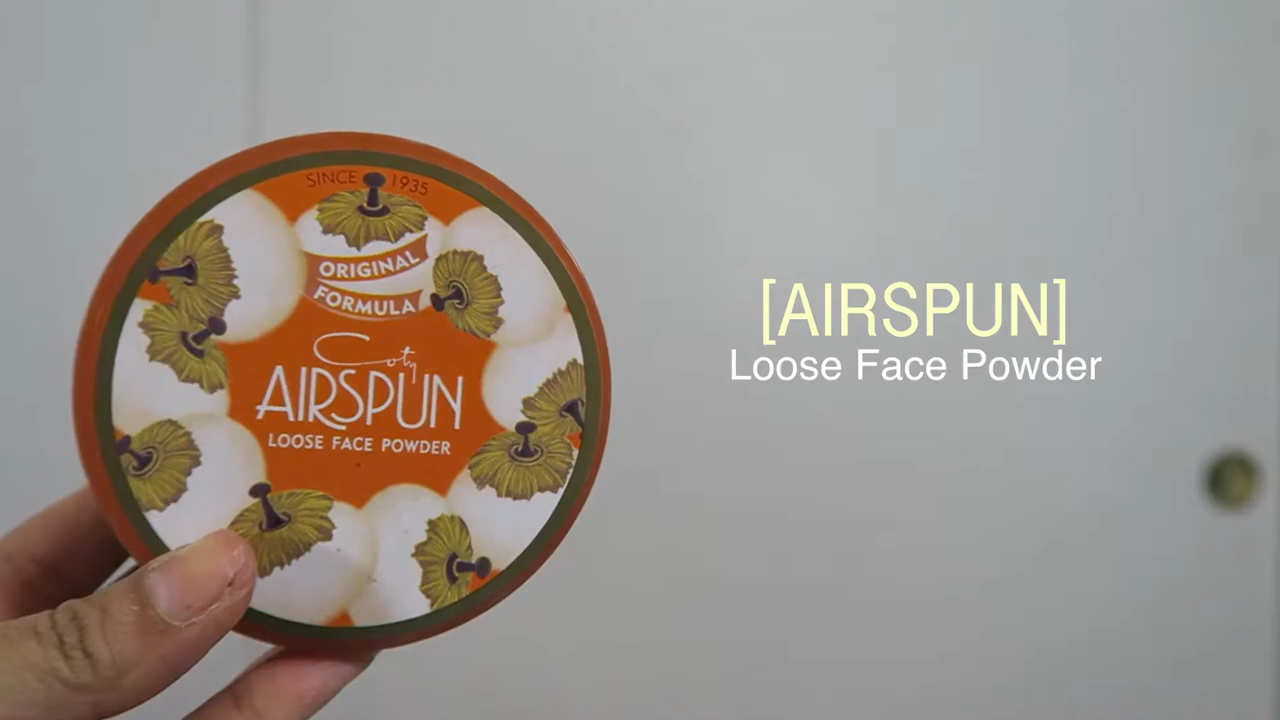 SINCE 1935
ORIGINAL
FORMULA
Coty
AIRSPUN
LOOSE FACE POWDER
[AIRSPUN]
Loose Face Powder